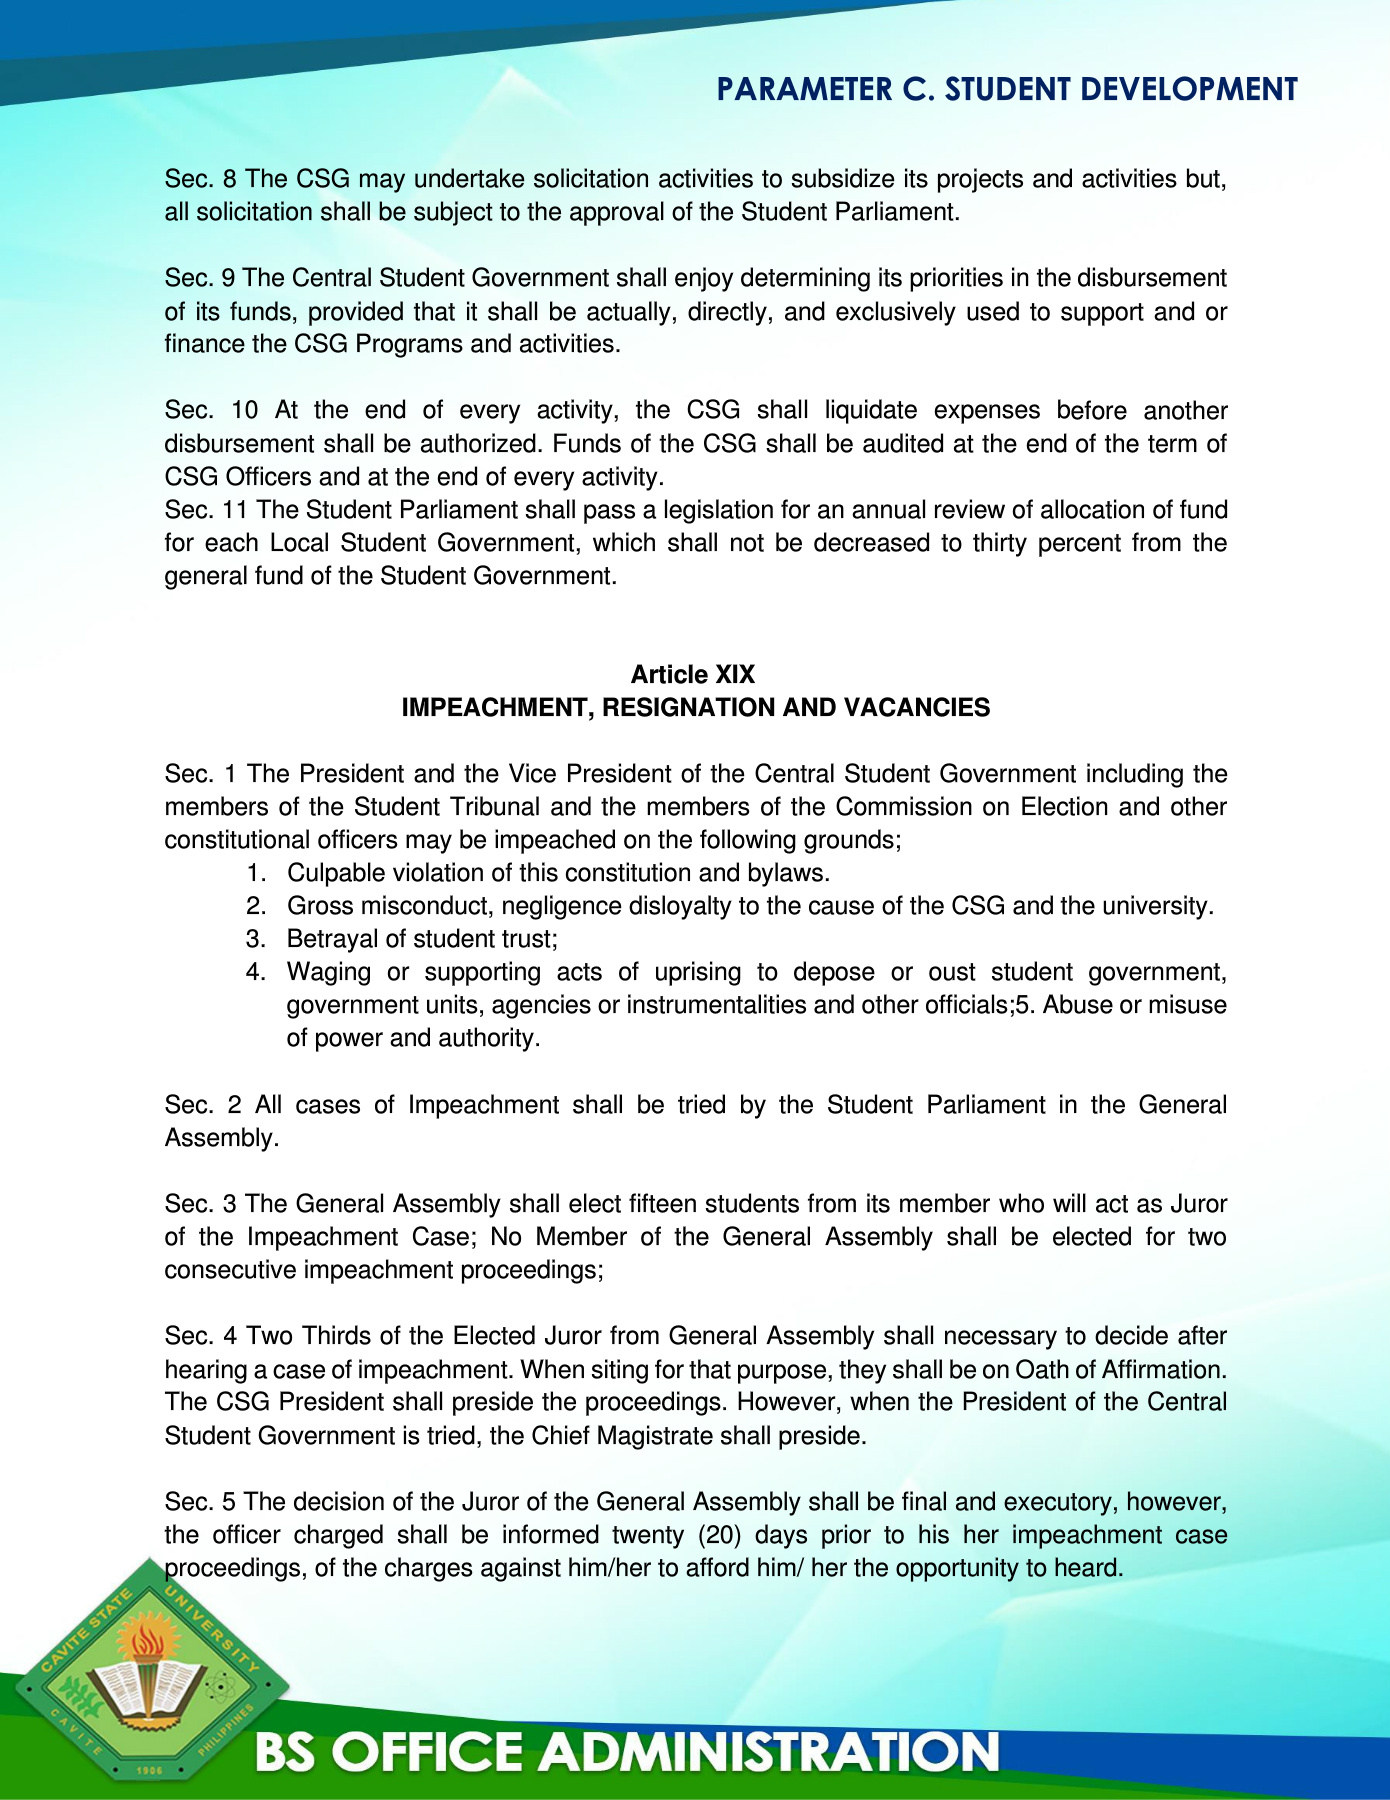 PARAMETER C. STUDENT DEVELOPMENT
Sec. 8 The CSG may undertake solicitation activities to subsidize its projects and activities but,
all solicitation shall be subject to the approval of the Student Parliament.
Sec. 9 The Central Student Government shall enjoy determining its priorities in the disbursement
of its funds, provided that it shall be actually, directly, and exclusively used to support and or
finance the CSG Programs and activities.
Sec. 10 At the end of every activity, the CSG shall liquidate expenses before another
disbursement shall be authorized. Funds of the CSG shall be audited at the end of the term of
CSG Officers and at the end of every activity.
Sec. 11 The Student Parliament shall pass a legislation for an annual review of allocation of fund
for each Local Student Government, which shall not be decreased to thirty percent from the
general fund of the Student Government.
Article XIX
IMPEACHMENT, RESIGNATION AND VACANCIES
Sec. 1 The President and the Vice President of the Central Student Government including the
members of the Student Tribunal and the members of the Commission on Election and other
constitutional officers may be impeached on the following grounds;
1. Culpable violation of this constitution and bylaws.
2. Gross misconduct, negligence disloyalty to the cause of the CSG and the university.
3. Betrayal of student trust;
4. Waging or supporting acts of uprising to depose or oust student government,
government units, agencies or instrumentalities and other officials;5. Abuse or misuse
of power and authority.
Sec. 2 All cases of Impeachment shall be tried by the Student Parliament in the General
Assembly.
Sec. 3 The General Assembly shall elect fifteen students from its member who will act as Juror
of the Impeachment Case; No Member of the General Assembly shall be elected for two
consecutive impeachment proceedings;
Sec. 4 Two Thirds of the Elected Juror from General Assembly shall necessary to decide after
hearing a case of impeachment. When siting for that purpose, they shall be on Oath of Affirmation.
The CSG President shall preside the proceedings. However, when the President of the Central
Student Government is tried, the Chief Magistrate shall preside.
Sec. 5 The decision of the Juror of the General Assembly shall be final and executory, however,
the officer charged shall be informed twenty (20) days prior to his her impeachment case
proceedings, of the charges against him/her to afford him/ her the opportunity to heard.
CAVITE STATE UNIVERSITY
CAVITE PHILIPPINES
1906
BS OFFICE ADMINISTRATION